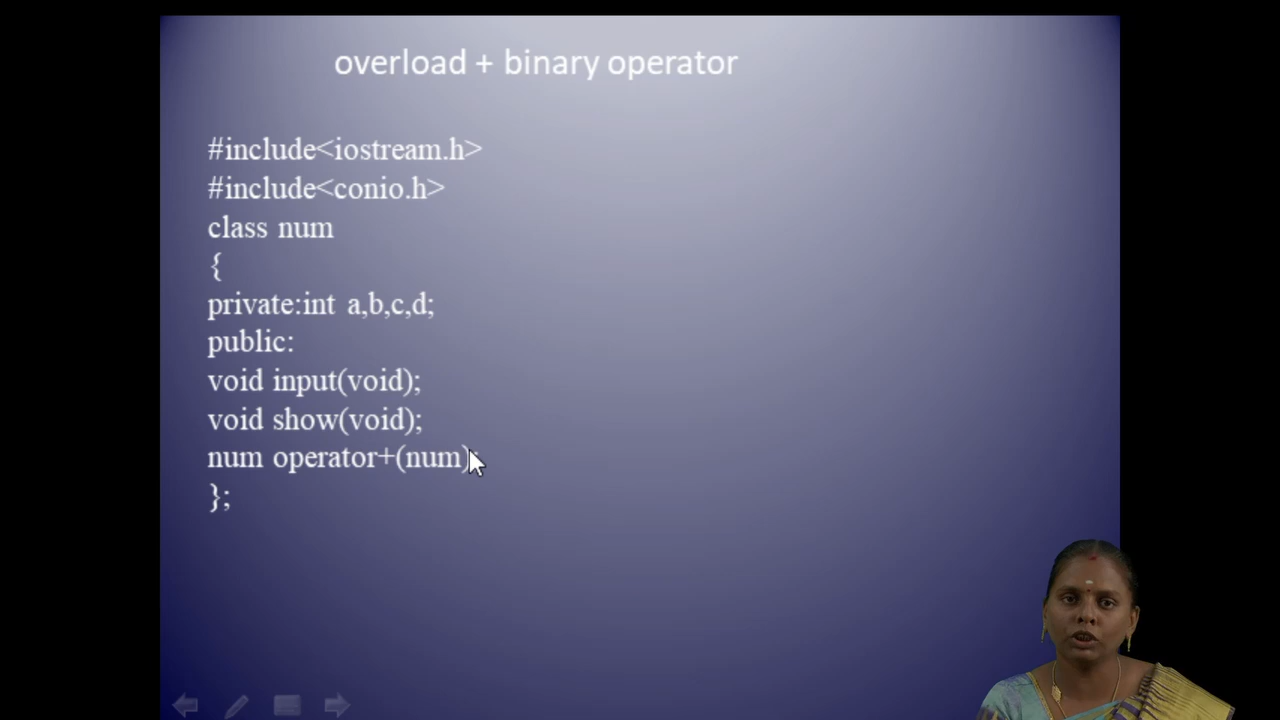 overload + binary operator
#include<iostream.h>
#include<conio.h>
class num
{
private:int a,b,c,d;
public:
void input(void);
void show(void);
num operator+(num)
};